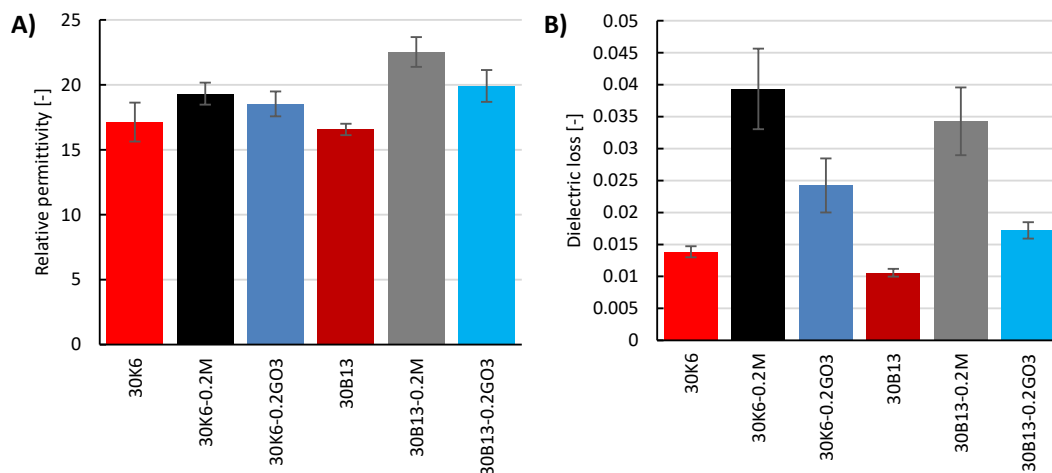 A)
Relative permittivity [-]
25
20
15
10
5
0
30K6
30K6-0.2M
30K6-0.2GO3
30B13
30B13-0.2M
30B13-0.2GO3
B)
Dielectric loss [-]
0.05
0.045
0.04
0.035
0.03
0.025
0.02
0.015
0.01
0.005
0
30K6
30K6-0.2M
30K6-0.2GO3
30B13
30B13-0.2M
30B13-0.2GO3